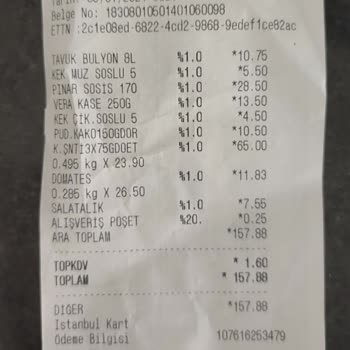 Belge No: 18308010501401060098
ETTN :2c1e08ed-6822-4cd2-9868-9edef1ce82ac
TAVUK BULYON 8L %1.0 *10.75
KEK MUZ SOSLU 5 %1.0 *5.50
PINAR SOSIS 170 %1.0 *28.50
VERA KASE 250G %1.0 *13.50
KEK ÇIK.SOSLU 5 %1.0 *4.50
PUD.KAKO150GDOR %1.0 *10.50
K.ŞNTİ3X75GDOET %1.0 *65.00
0.495 kg X 23.90
DOMATES %1.0 *11.83
0.285 kg X 26.50
SALATALIK %1.0 *7.55
ALIŞVERİŞ POŞET %20. *0.25
ARA TOPLAM *157.88
TOPKDV * 1.60
TOPLAM * 157.88
DIGER *157.88
Istanbul Kart
Ödeme Bilgisi 107616253479